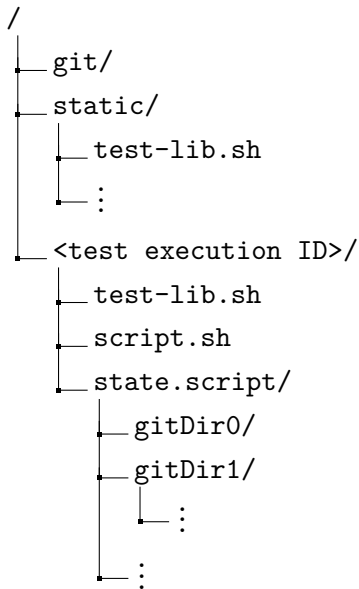 /
git/
static/
test-lib.sh
⋮
<test execution ID>/
test-lib.sh
script.sh
state.script/
gitDir0/
gitDir1/
⋮
⋮